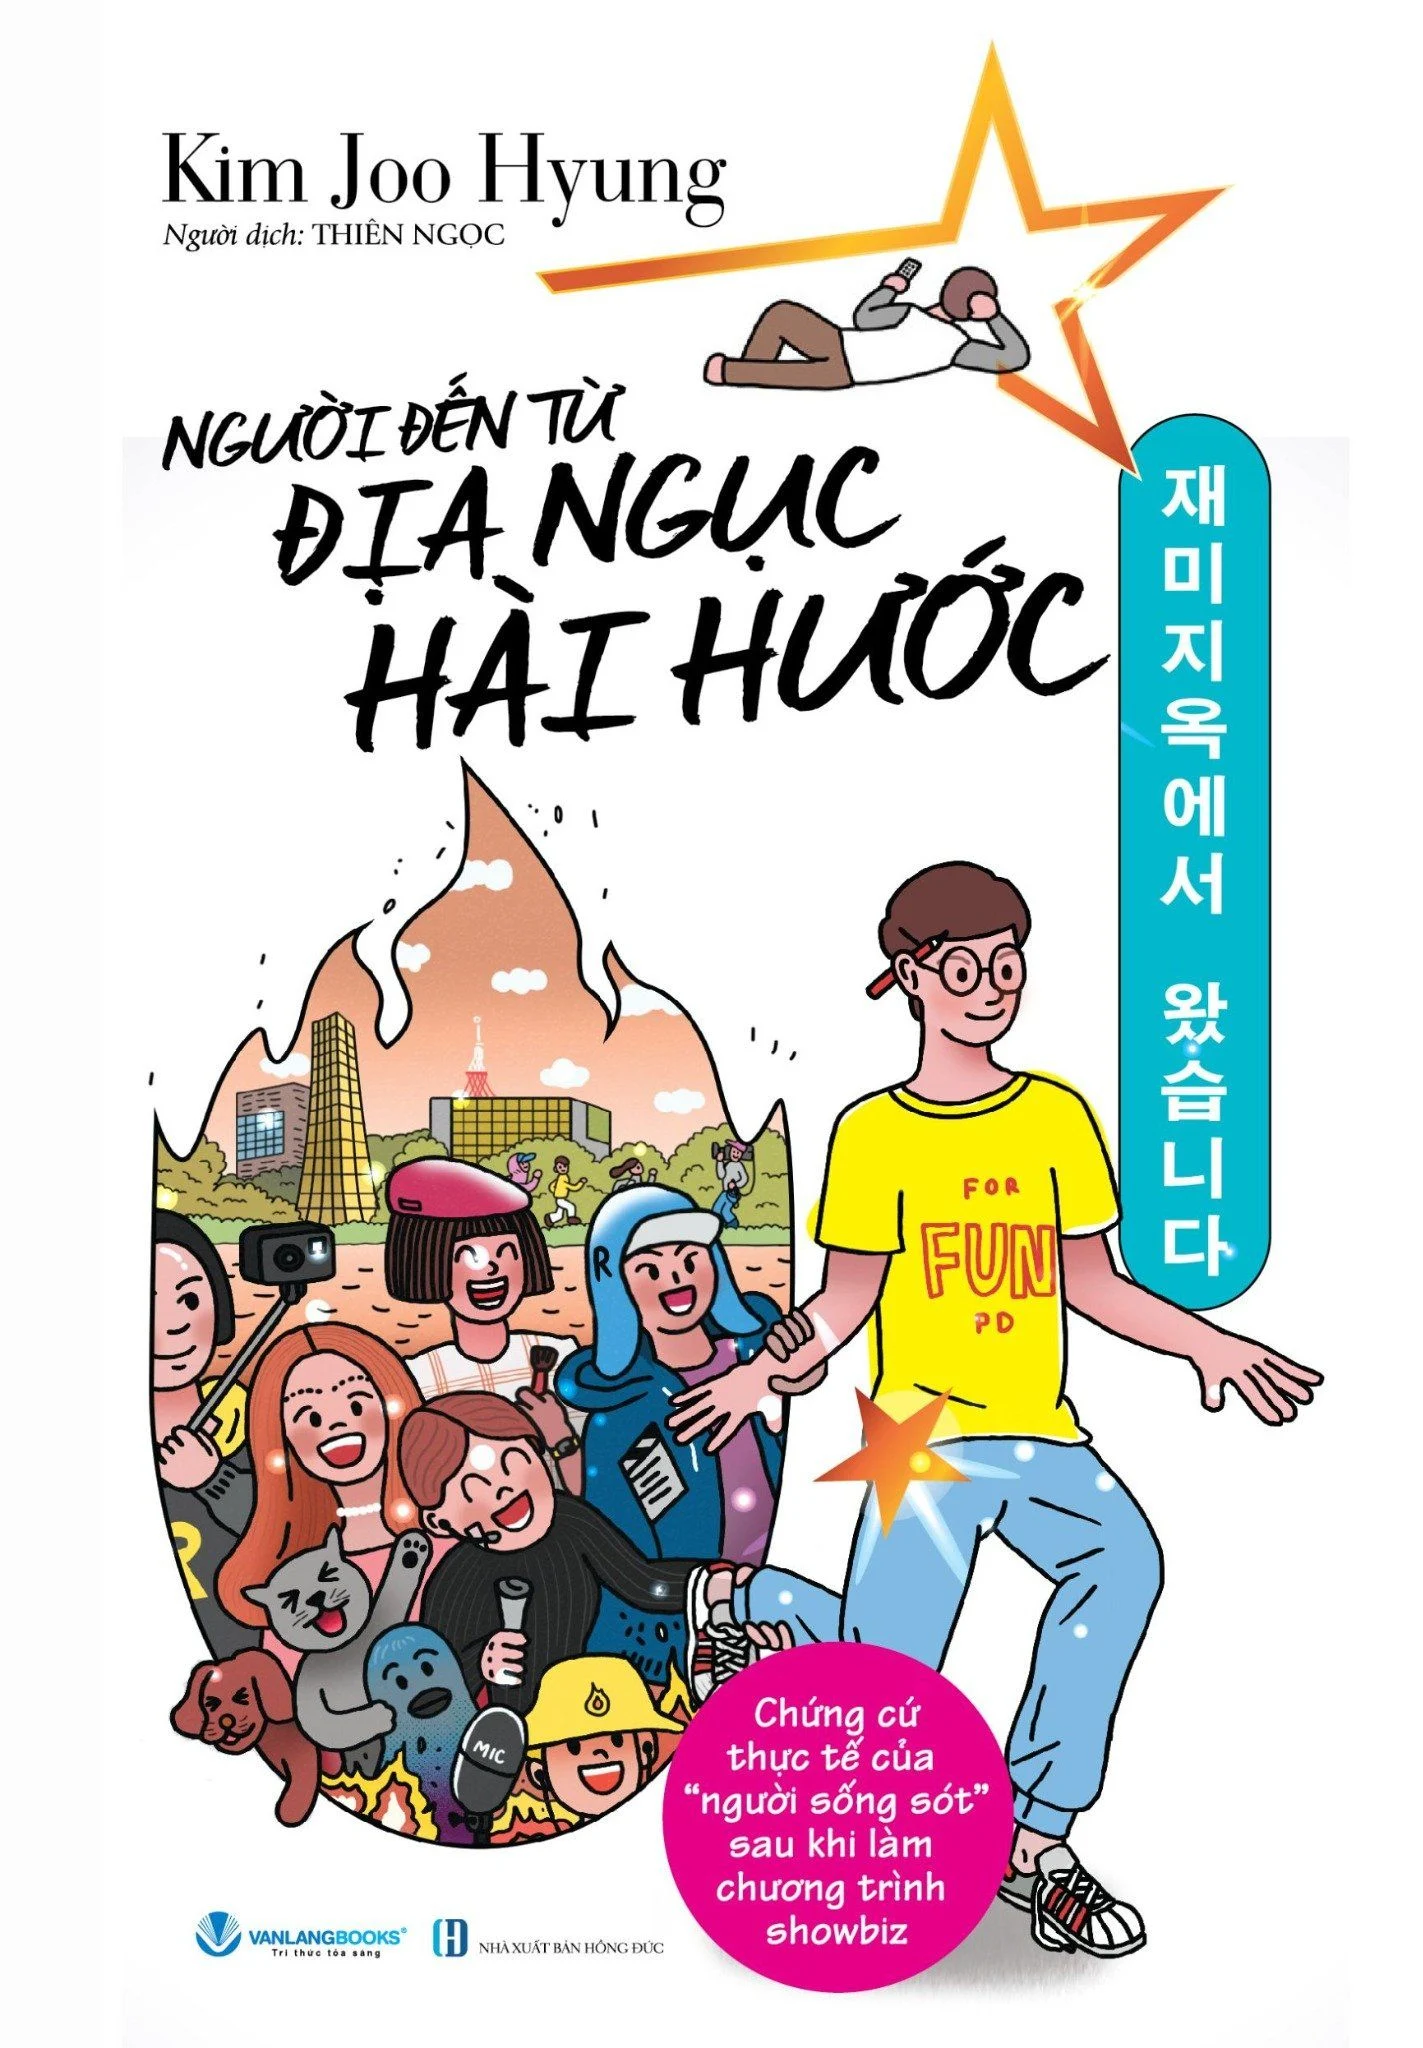 Kim Joo Hyung
Người dịch: THIÊN NGỌC
NGƯỜI ĐẾN TỪ
ĐỊA NGỤC
HÀI HƯỚC
재미지옥에서 왔습니다
FOR
FUN
PD
R
R
MIC
Chứng cứ
thực tế của
“người sống sót”
sau khi làm
chương trình
showbiz
VANLANGBOOKS®
Tri thức tỏa sáng
NHÀ XUẤT BẢN HỒNG ĐỨC